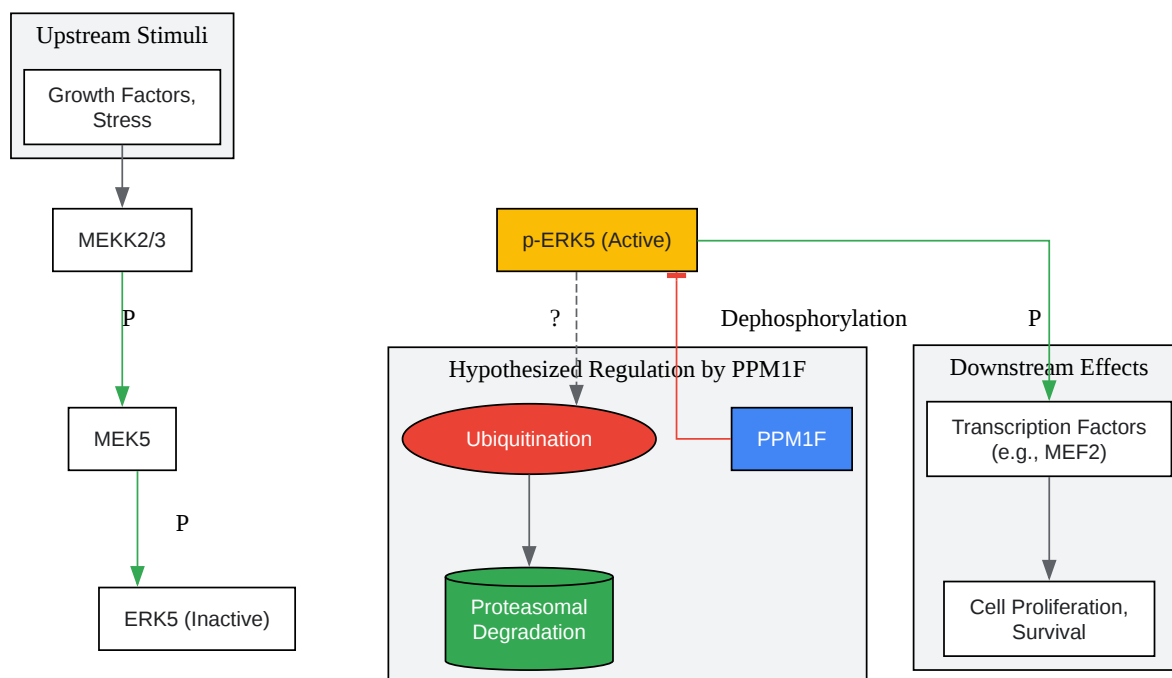 Upstream Stimuli
Growth Factors,
Stress
MEKK2/3
P
MEK5
P
ERK5 (Inactive)
p-ERK5 (Active)
?
Dephosphorylation
P
Hypothesized Regulation by PPM1F
Ubiquitination
PPM1F
Proteasomal
Degradation
Downstream Effects
Transcription Factors
(e.g., MEF2)
Cell Proliferation,
Survival